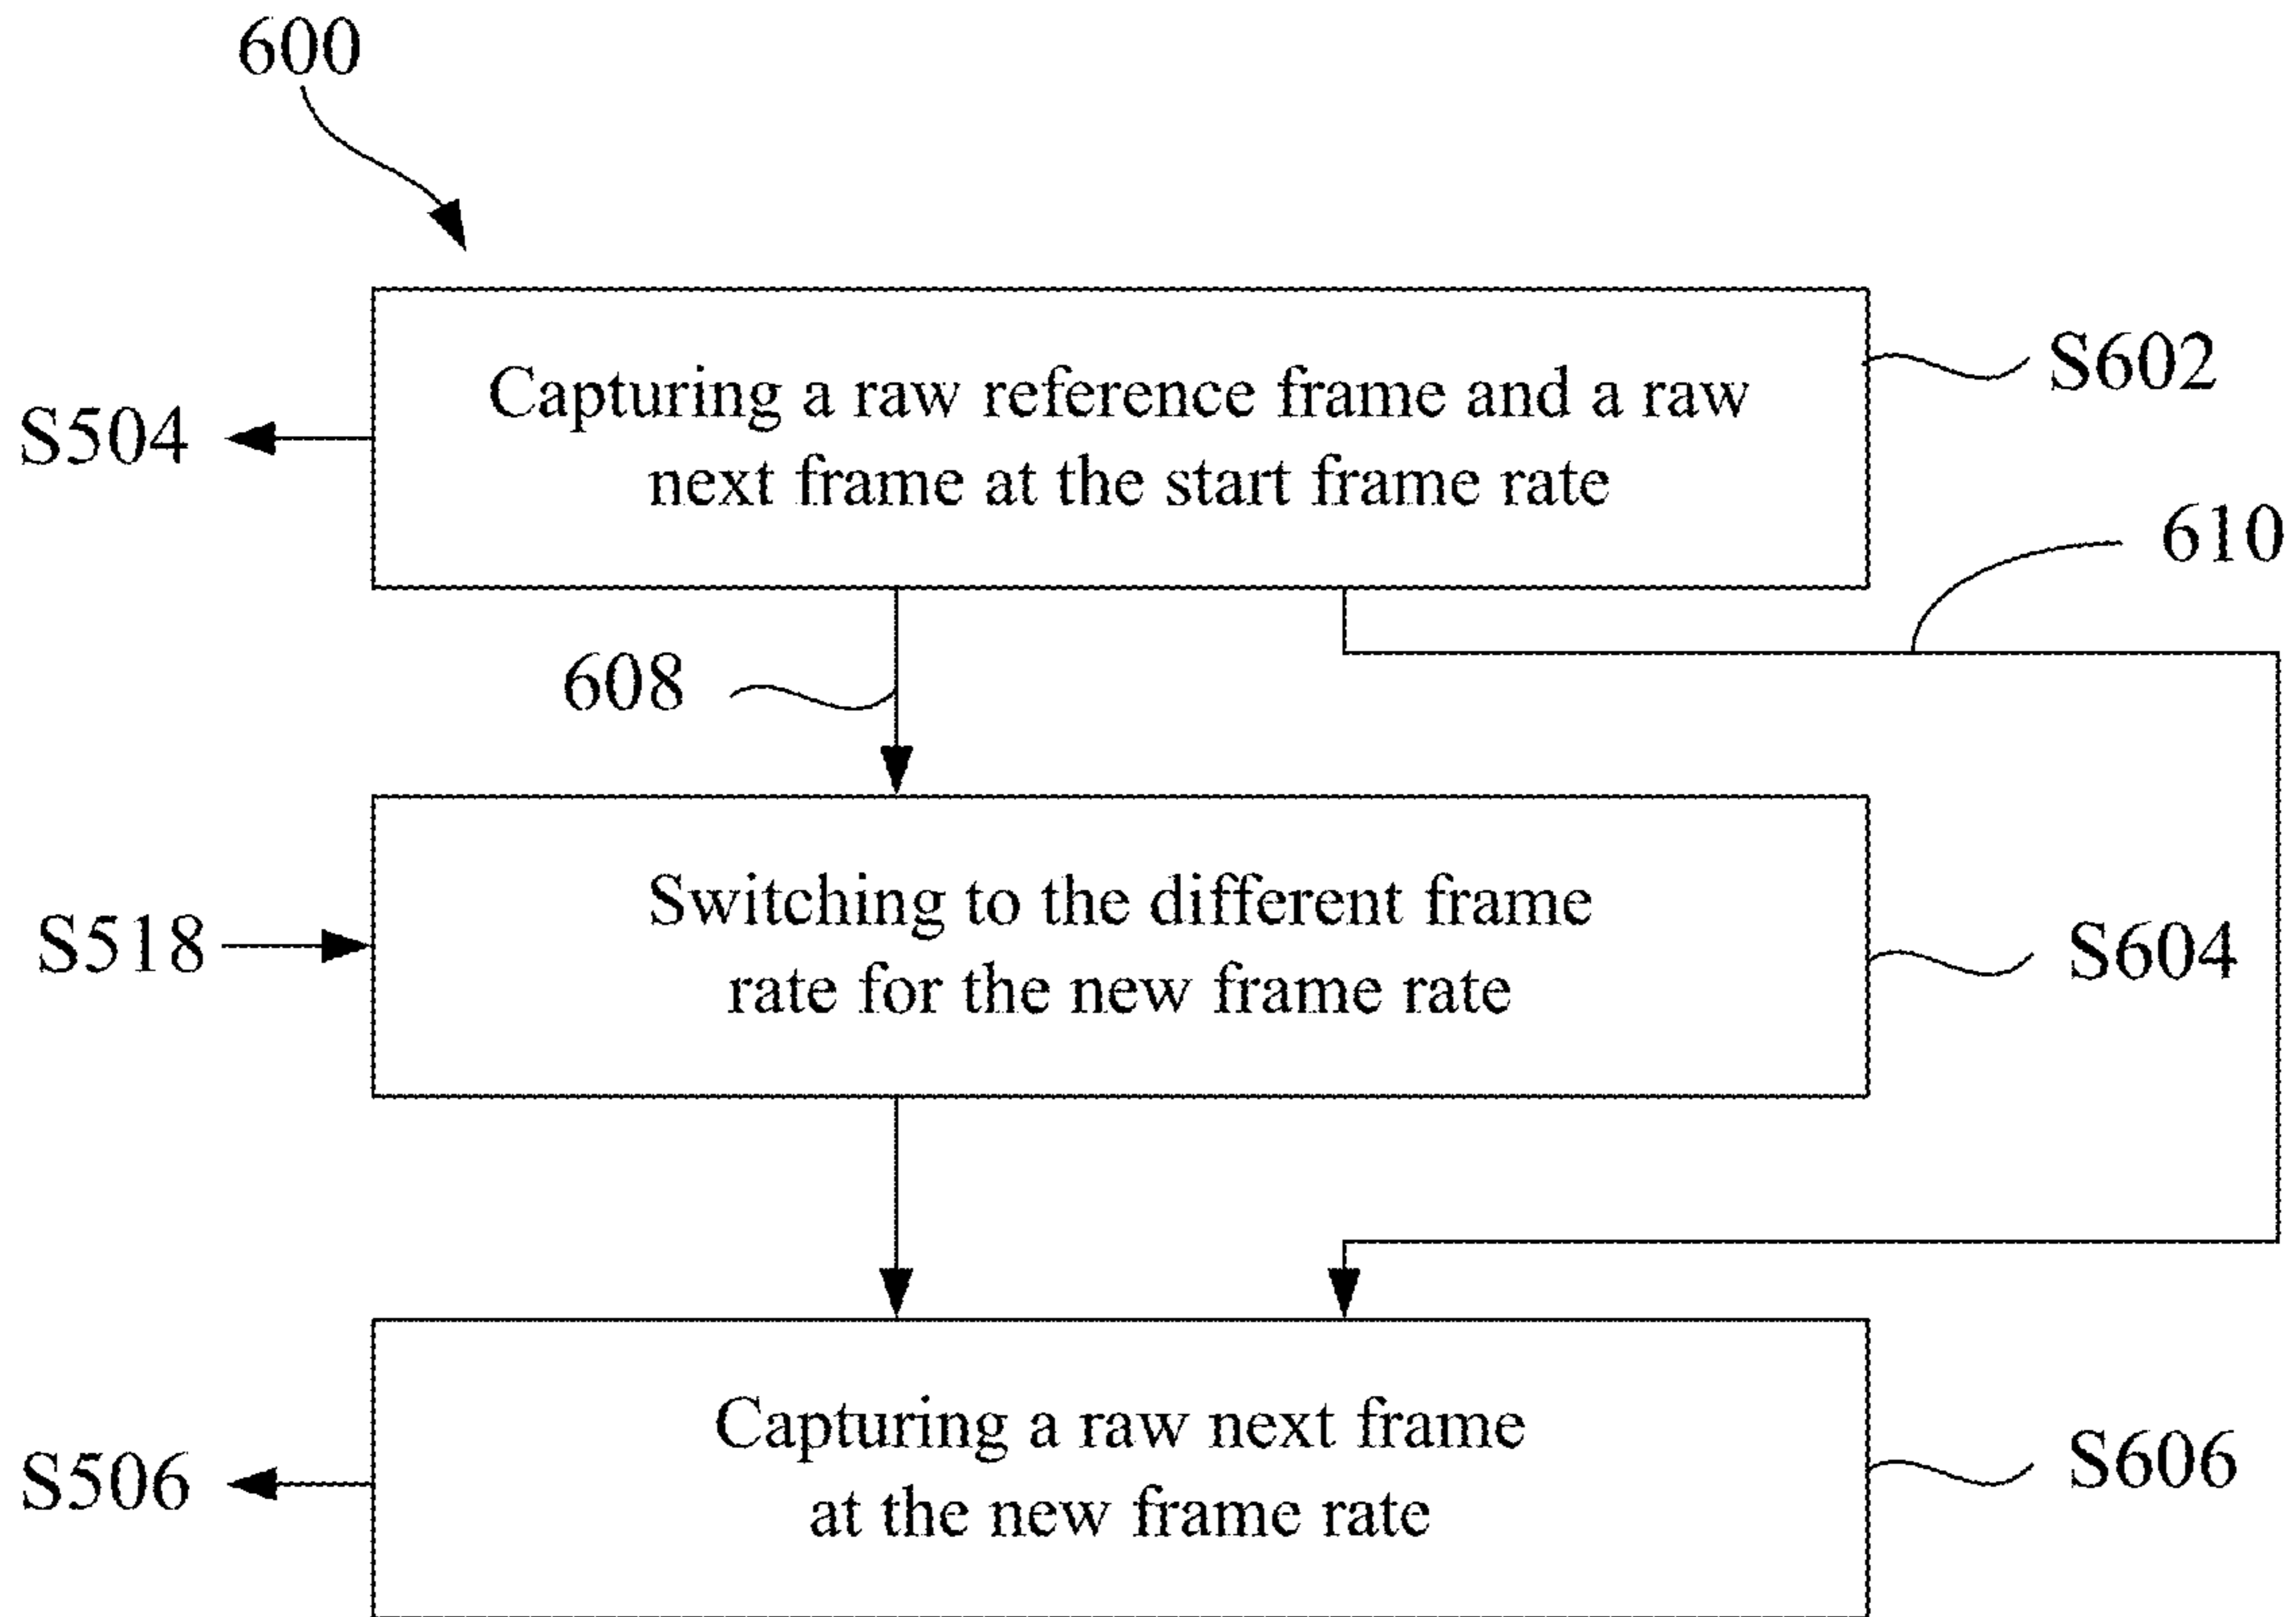 600
Capturing a raw reference frame and a raw
next frame at the start frame rate
S602
S504
610
608
Switching to the different frame
rate for the new frame rate
S518
S604
Capturing a raw next frame
at the new frame rate
S506
S606